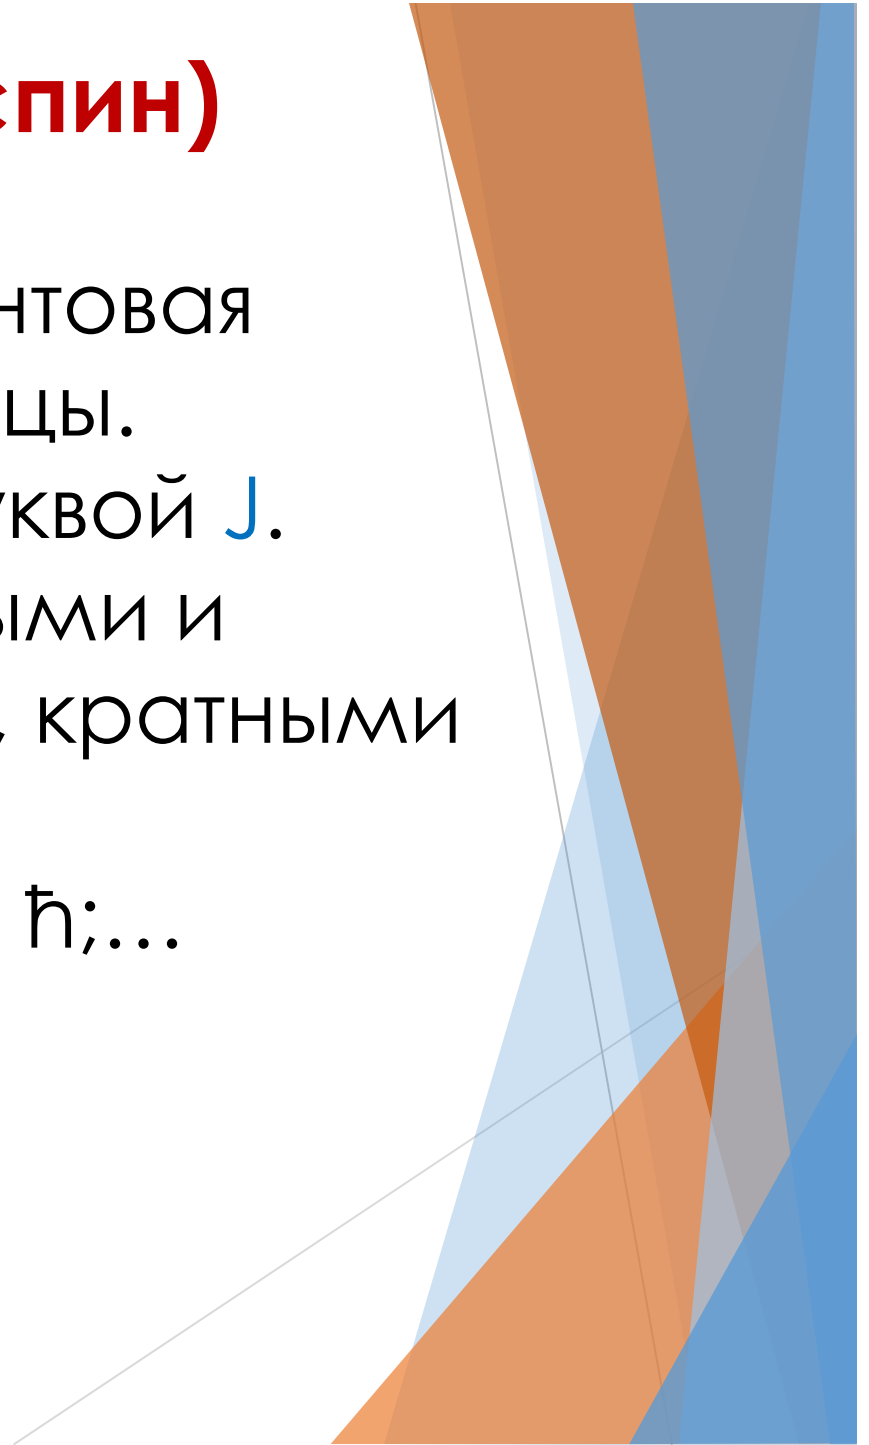 спин)
нтовая
цы.
уквой J.
ыми и
, кратными
ħ;...